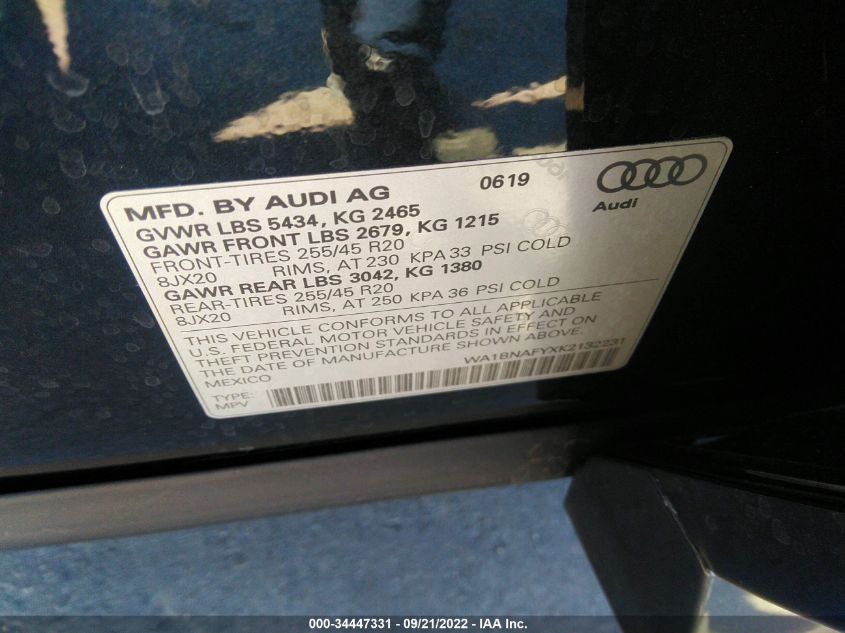 MFD. BY AUDI AG 0619
Audi
GVWR LBS 5434, KG 2465
GAWR FRONT LBS 2679, KG 1215
FRONT-TIRES 255/45 R20
8JX20 RIMS, AT 230 KPA 33 PSI COLD
GAWR REAR LBS 3042, KG 1380
REAR-TIRES 255/45 R20
8JX20 RIMS, AT 250 KPA 36 PSI COLD
THIS VEHICLE CONFORMS TO ALL APPLICABLE
U.S. FEDERAL MOTOR VEHICLE SAFETY AND
THEFT PREVENTION STANDARDS IN EFFECT ON
THE DATE OF MANUFACTURE SHOWN ABOVE.
MEXICO WA1BNAFYXK2132231
TYPE:
MPV
000-34447331 - 09/21/2022 - IAA Inc.